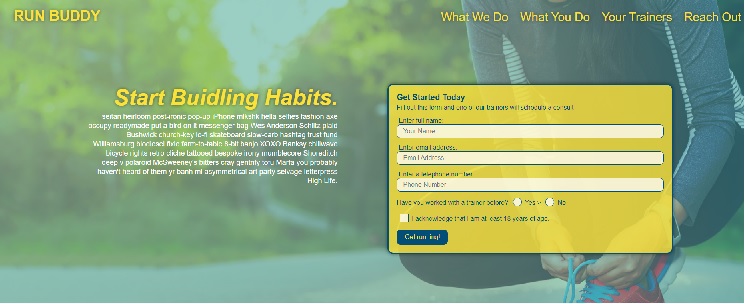 RUN BUDDY
What We Do What You Do Your Trainers Reach Out
Start Buidling Habits.
seitan heirloom post-ironic pop-up iPhone mlkshk hella selfies fashion axe
occupy readymade put a bird on it messenger bag Wes Anderson Schlitz plaid
Bushwick church-key lo-fi skateboard slow-carb hashtag trust fund
Williamsburg biodiesel fixie farm-to-table 8-bit banjo XOXO Banksy chillwave
bicycle rights retro cliche tattooed bespoke irony mumblecore Shoreditch
deep v polaroid McSweeney's bitters cray gentrify tofu Marfa you probably
haven't heard of them yr banh mi asymmetrical art party selvage letterpress
High Life.
Get Started Today
Fill out this form and one of our trainers will schedule a consult
Enter full name:
Your Name
Enter email address:
Email Address
Enter a telephone number:
Phone Number
Have you worked with a trainer before? Yes > No
I acknowledge that I am at least 18 years of age.
Get running!